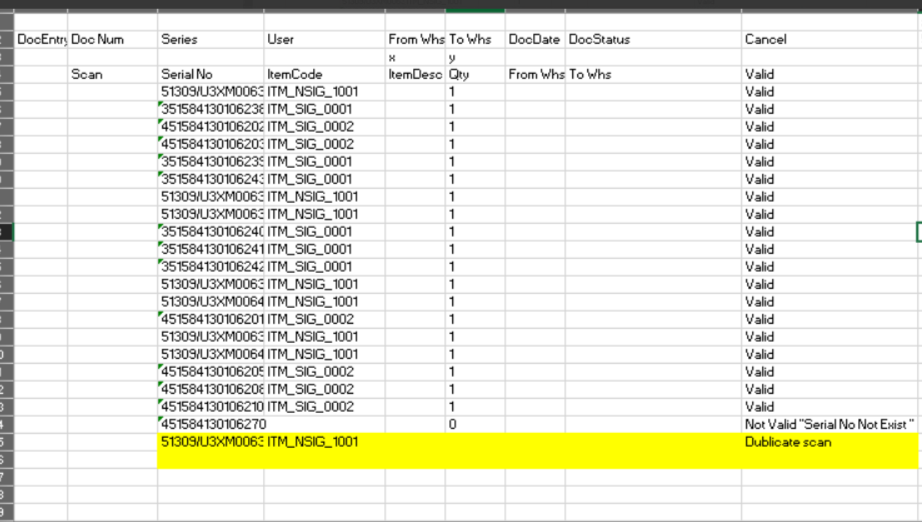 DocEntry Doc Num Series User From Whs To Whs DocDate DocStatus Cancel
x y
Scan Serial No ItemCode ItemDesc Qty From Whs To Whs Valid
51309/U3XM0063 ITM_NSIG_1001 1 Valid
351584130106238 ITM_SIG_0001 1 Valid
451584130106202 ITM_SIG_0002 1 Valid
451584130106203 ITM_SIG_0002 1 Valid
351584130106239 ITM_SIG_0001 1 Valid
351584130106243 ITM_SIG_0001 1 Valid
51309/U3XM0063 ITM_NSIG_1001 1 Valid
51309/U3XM0063 ITM_NSIG_1001 1 Valid
351584130106240 ITM_SIG_0001 1 Valid
351584130106241 ITM_SIG_0001 1 Valid
351584130106242 ITM_SIG_0001 1 Valid
51309/U3XM0063 ITM_NSIG_1001 1 Valid
51309/U3XM0064 ITM_NSIG_1001 1 Valid
451584130106201 ITM_SIG_0002 1 Valid
51309/U3XM0063 ITM_NSIG_1001 1 Valid
51309/U3XM0064 ITM_NSIG_1001 1 Valid
451584130106205 ITM_SIG_0002 1 Valid
451584130106208 ITM_SIG_0002 1 Valid
451584130106210 ITM_SIG_0002 1 Valid
451584130106270 0 Not Valid "Serial No Not Exist "
51309/U3XM0063 ITM_NSIG_1001 Dublicate scan